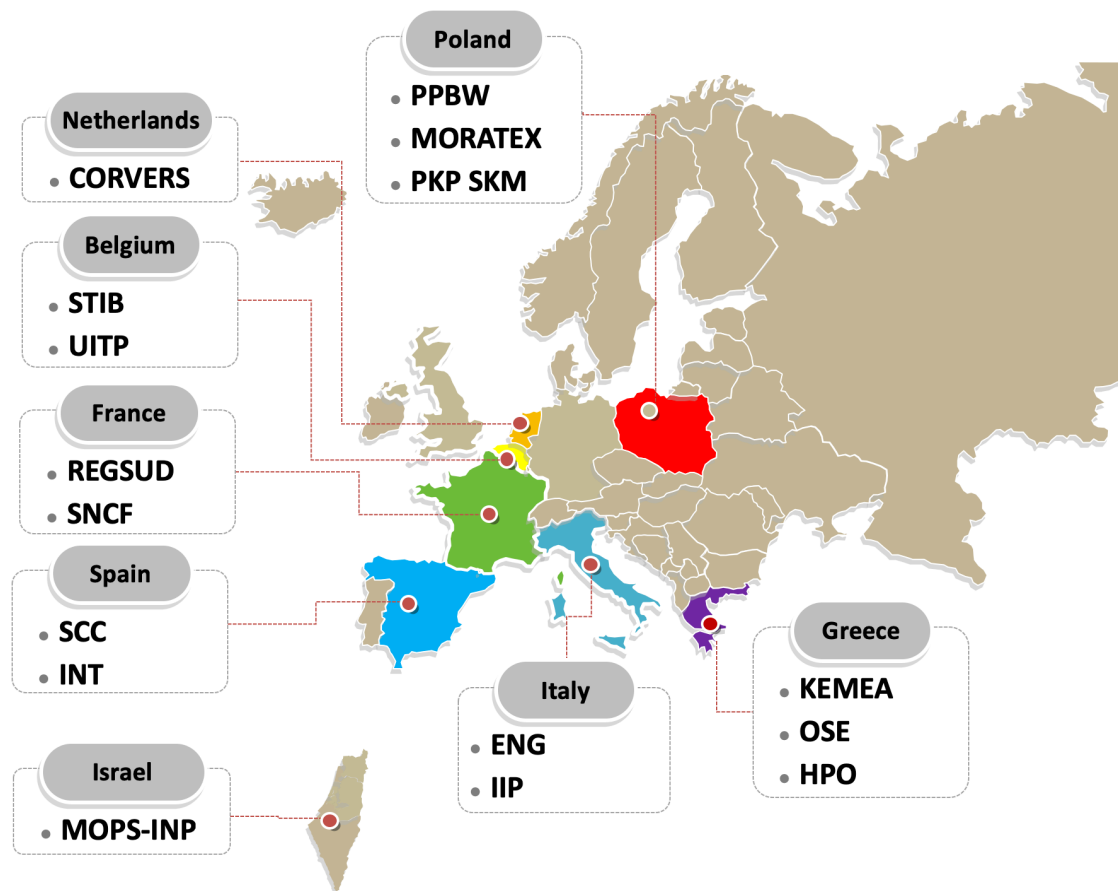 Poland
• PPBW
• MORATEX
• PKP SKM
Netherlands
• CORVERS
Belgium
• STIB
• UITP
France
• REGSUD
• SNCF
Spain
• SCC
• INT
Italy
• ENG
• IIP
Greece
• KEMEA
• OSE
• HPO
Israel
• MOPS-INP